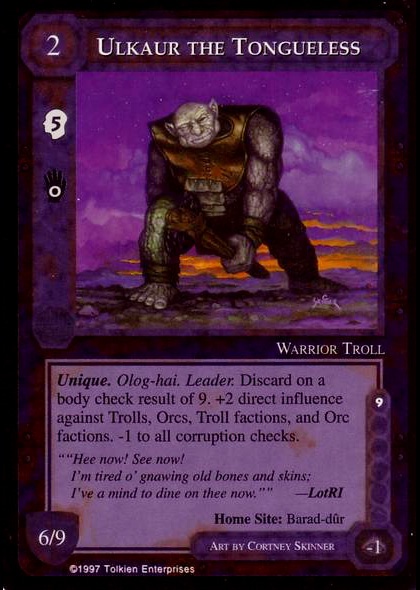 2
ULKAUR THE TONGUELESS
5
0
WARRIOR TROLL
Unique. Olog-hai. Leader. Discard on a
body check result of 9. +2 direct influence
against Trolls, Orcs, Troll factions, and Orc
factions. -1 to all corruption checks.
9
““Hee now! See now!
I'm tired o' gnawing old bones and skins;
I've a mind to dine on thee now.”” —LotRI
Home Site: Barad-dûr
6/9
ART BY CORTNEY SKINNER
-1
©1997 Tolkien Enterprises